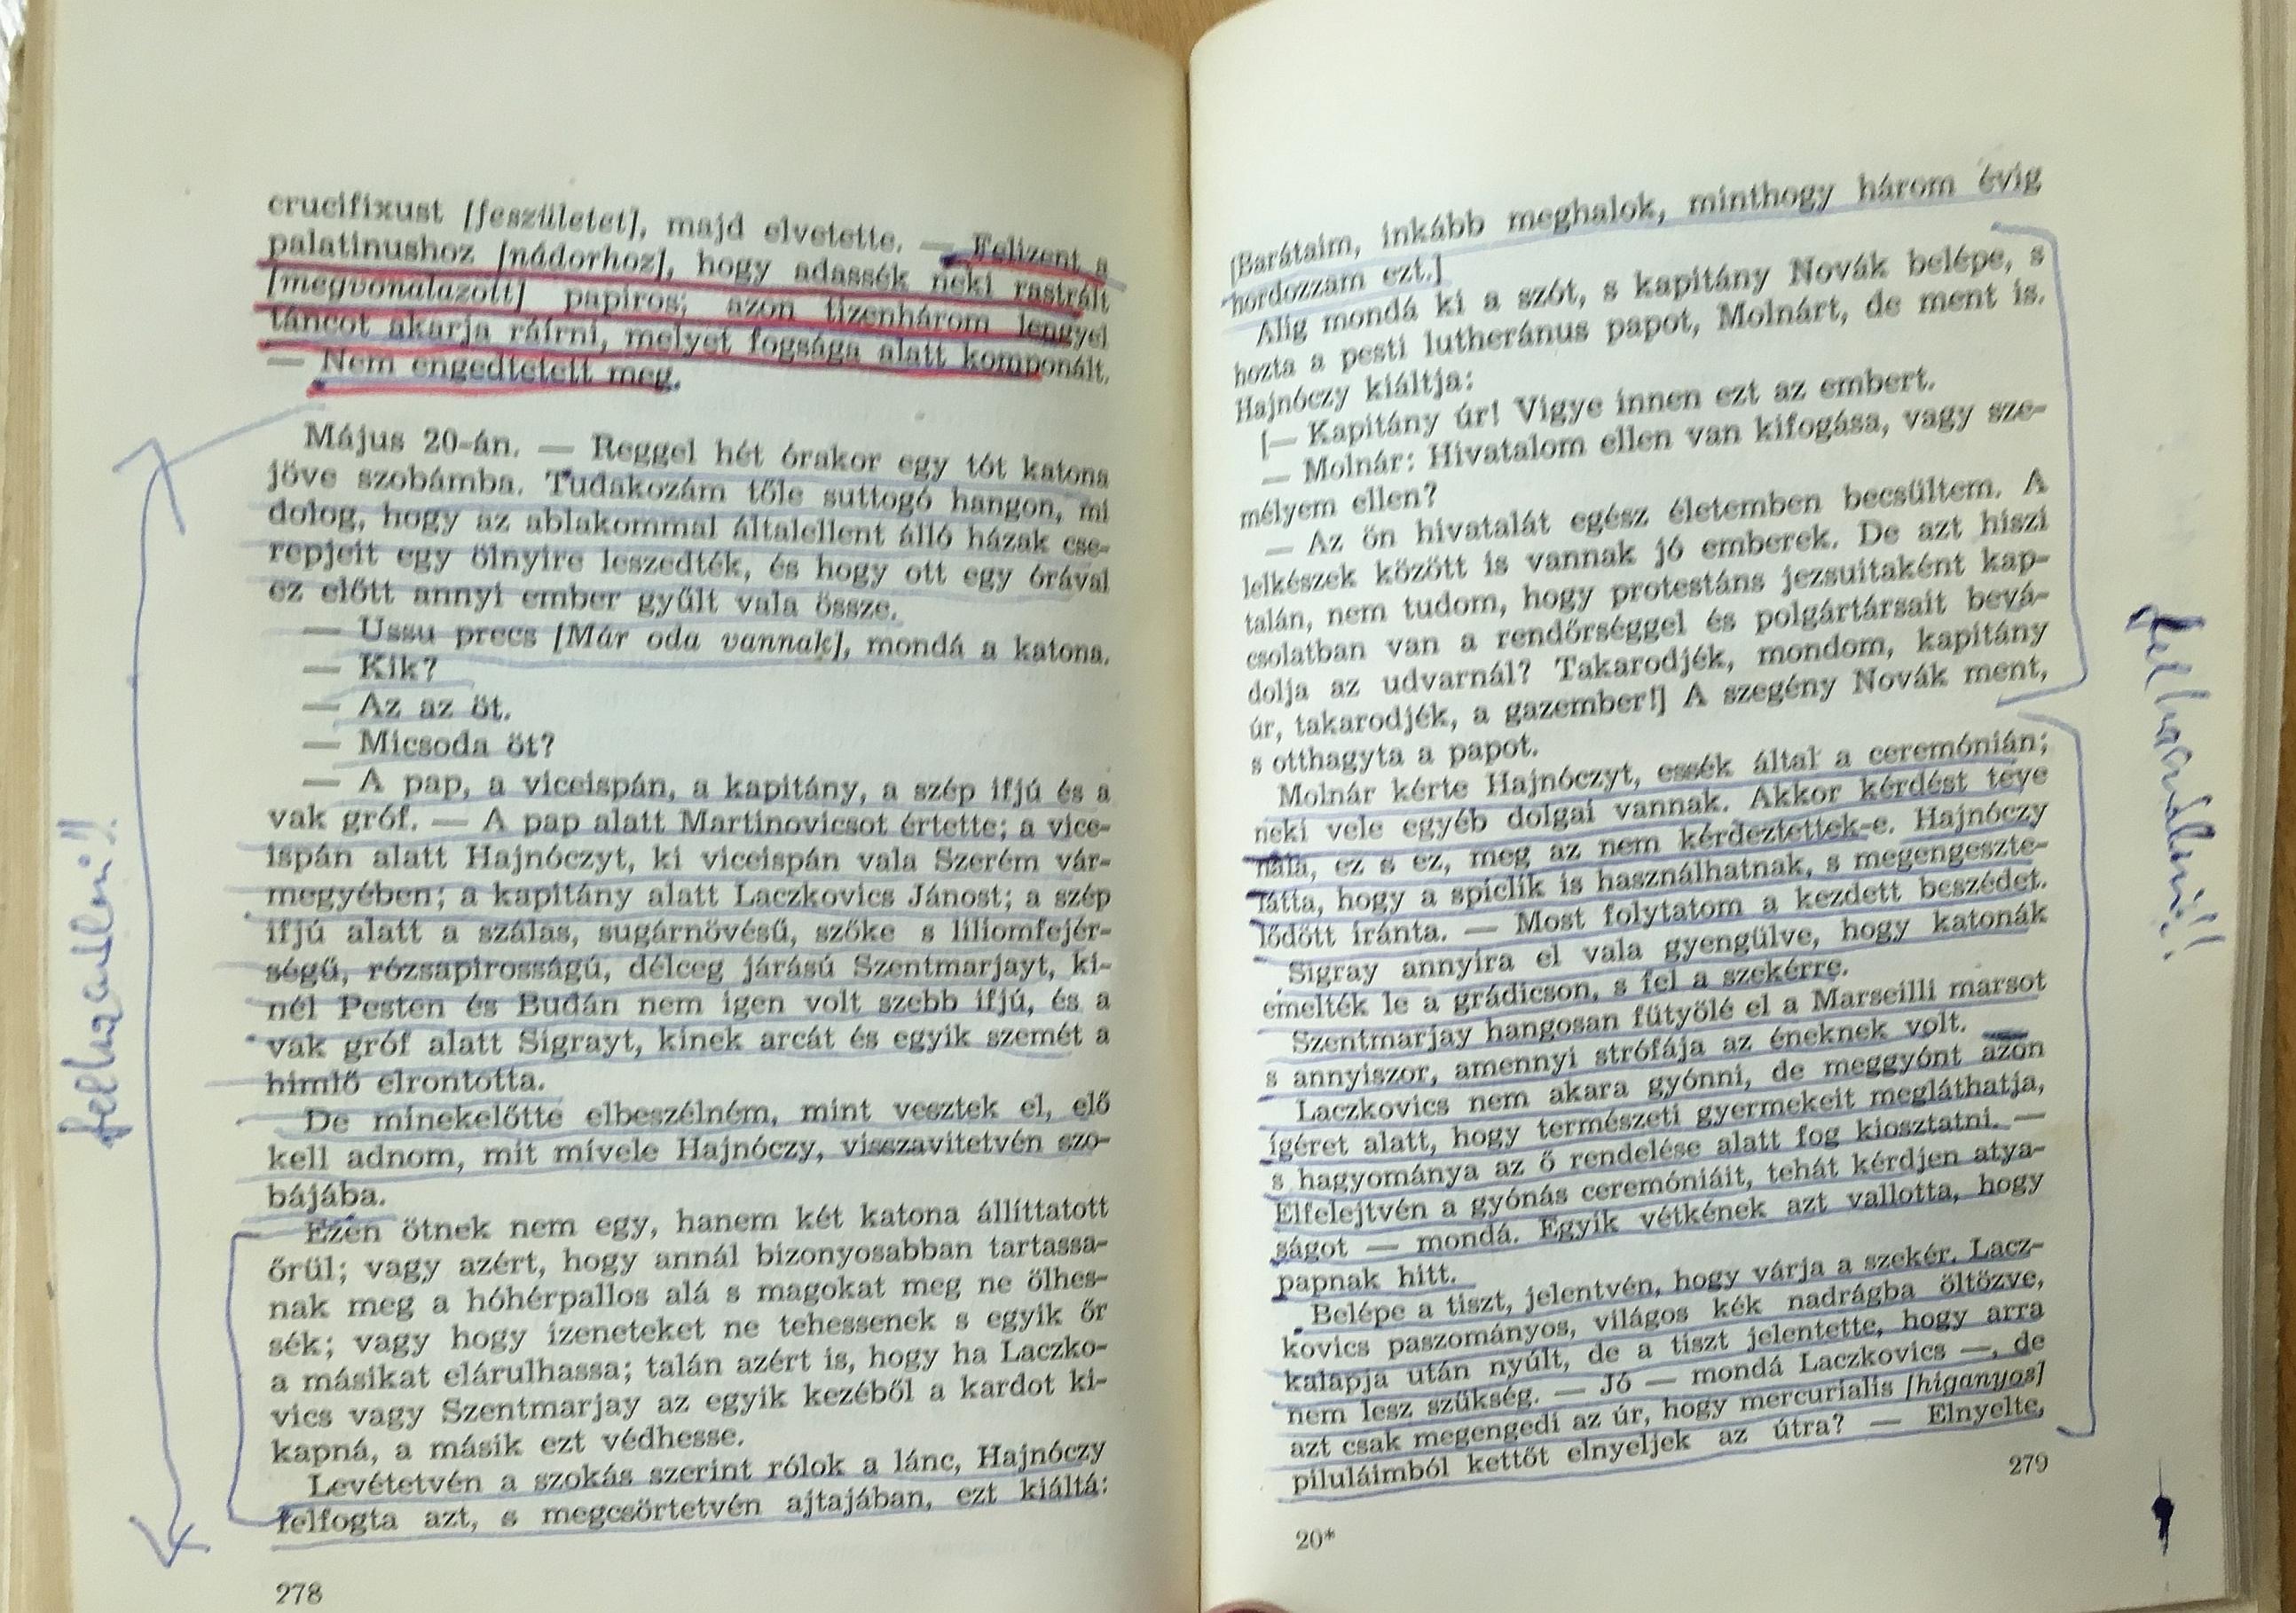 crucifixust [feszületet], majd elvetette. — Felizent a
palatinushoz [nádorhoz], hogy adassék neki rastrált
[megvonalazott] papiros; azon tizenhárom lengyel
táncot akarja ráírni, melyet fogsága alatt komponált.
— Nem engedtetett meg.
Május 20-án. — Reggel hét órakor egy tót katona
jöve szobámba. Tudakozám tőle suttogó hangon, mi
dolog, hogy az ablakommal általellent álló házak cse-
repjeit egy ölnyire leszedték, és hogy ott egy órával
ez előtt annyi ember gyűlt vala össze.
— Ussu precs [Már oda vannak], mondá a katona.
— Kik?
— Az az öt.
— Micsoda öt?
— A pap, a viceispán, a kapitány, a szép ifjú és a
vak gróf. — A pap alatt Martinovicsot értette; a vice-
ispán alatt Hajnóczyt, ki viceispán vala Szerém vár-
megyében; a kapitány alatt Laczkovics Jánost; a szép
ifjú alatt a szálas, sugárnövésű, szőke s liliomfejér-
ségű, rózsapirosságú, délceg járású Szentmarjayt, ki-
nél Pesten és Budán nem igen volt szebb ifjú, és a
vak gróf alatt Sigrayt, kinek arcát és egyik szemét a
himlő elrontotta.
De minekelőtte elbeszélném, mint vesztek el, elő
kell adnom, mit mívele Hajnóczy, visszavitetvén szo-
bájába.
Ezen ötnek nem egy, hanem két katona állíttatott
őrül; vagy azért, hogy annál bizonyosabban tartassa-
nak meg a hóhérpallos alá s magokat meg ne ölhes-
sék; vagy hogy izeneteket ne tehessenek s egyik őr
a másikat elárulhassa; talán azért is, hogy ha Laczko-
vics vagy Szentmarjay az egyik kezéből a kardot ki-
kapná, a másik ezt védhesse.
Levétetvén a szokás szerint rólok a lánc, Hajnóczy
felfogta azt, s megcsörtetvén ajtajában, ezt kiáltá:
278
felhasználni!!
[Barátaim, inkább meghalok, minthogy három évig
hordozzam ezt.]
Alig mondá ki a szót, s kapitány Novák belépe, s
hozta a pesti lutheránus papot, Molnárt, de ment is.
Hajnóczy kiáltja:
[— Kapitány úr! Vigye innen ezt az embert.
— Molnár: Hivatalom ellen van kifogása, vagy sze-
mélyem ellen?
— Az ön hivatalát egész életemben becsültem. A
lelkészek között is vannak jó emberek. De azt hiszi
talán, nem tudom, hogy protestáns jezsuitaként kap-
csolatban van a rendőrséggel és polgártársait bevá-
dolja az udvarnál? Takarodjék, mondom, kapitány
úr, takarodjék, a gazember!] A szegény Novák ment,
s otthagyta a papot.
Molnár kérte Hajnóczyt, essék által a ceremónián;
neki vele egyéb dolgai vannak. Akkor kérdést teve
nála, ez s ez, meg az nem kérdeztettek-e. Hajnóczy
látta, hogy a spiclik is használhatnak, s megengeszte-
lődött iránta. — Most folytatom a kezdett beszédet.
Sigray annyira el vala gyengülve, hogy katonák
emelték le a grádicson, s fel a szekérre.
Szentmarjay hangosan fütyölé el a Marseilli marsot
s annyiszor, amennyi strófája az éneknek volt.
Laczkovics nem akara gyónni, de meggyónt azon
ígéret alatt, hogy természeti gyermekeit megláthatja,
s hagyománya az ő rendelése alatt fog kiosztatni. —
Elfelejtvén a gyónás ceremóniáit, tehát kérdjen atya-
ságot — mondá. Egyik vétkének azt vallotta, hogy
papnak hitt.
Belépe a tiszt, jelentvén, hogy várja a szekér. Lacz-
kovics paszományos, világos kék nadrágba öltözve,
kalapja után nyúlt, de a tiszt jelentette, hogy arra
nem lesz szükség. — Jó — mondá Laczkovics —, de
azt csak megengedi az úr, hogy mercurialis [higanyos]
piluláimból kettőt elnyeljek az útra? — Elnyelte,
279
20*
felhasználni!!